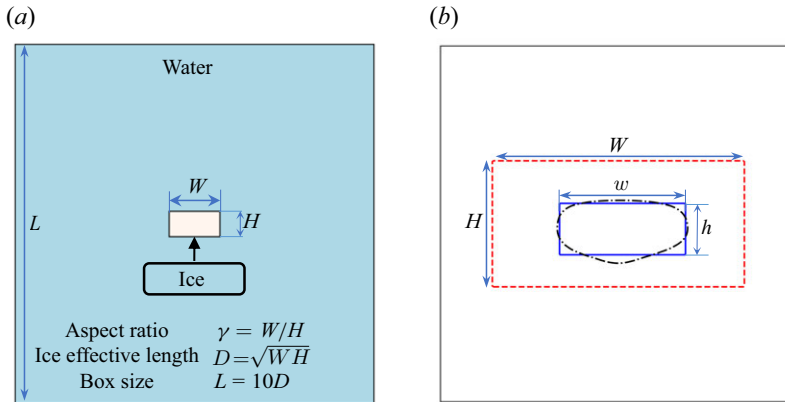 (a)
Water
W
H
L
Ice
Aspect ratio γ = W/H
Ice effective length D=√WH
Box size L = 10D
(b)
W
w
H
h